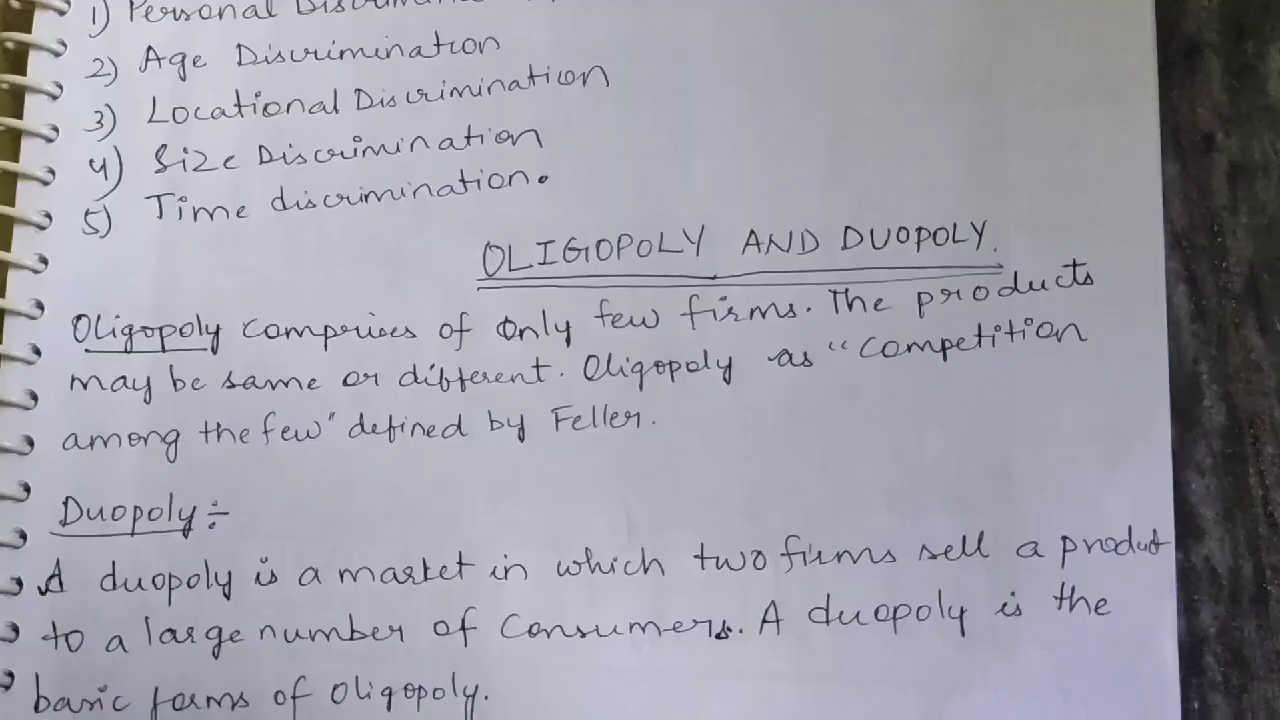 1) Personal
2) Age Discrimination
3) Locational Discrimination
4) Size Discrimination
5) Time discrimination.
OLIGOPOLY AND DUOPOLY.
Oligopoly comprises of only few firms. The products
may be same or different. Oligopoly as "competition
among the few" defined by Feller.
Duopoly:-
A duopoly is a market in which two firms sell a product
to a large number of Consumers. A duopoly is the
basic forms of Oligopoly.